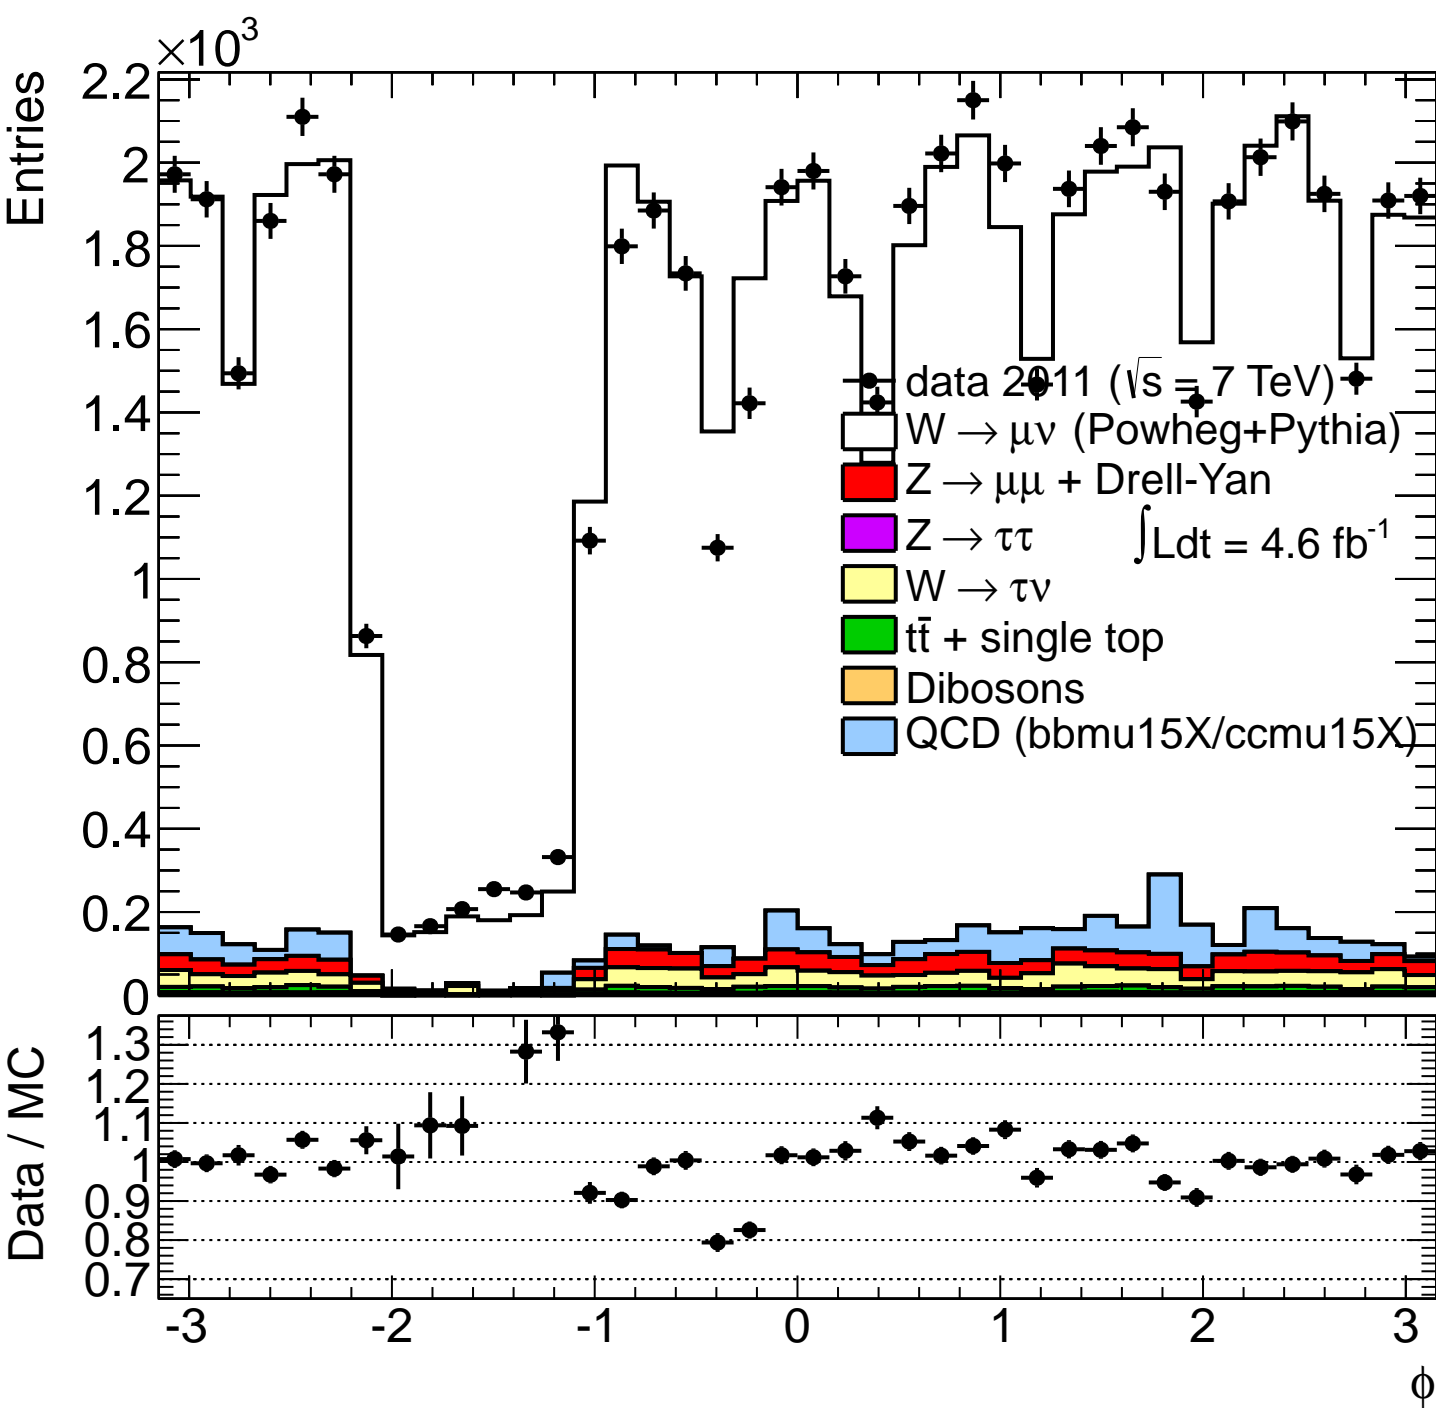 ×10³
Entries
2.2
2
1.8
1.6
1.4
1.2
1
0.8
0.6
0.4
0.2
0
data 2011 (√s = 7 TeV)
W → μν (Powheg+Pythia)
Z → μμ + Drell-Yan
Z → ττ
∫Ldt = 4.6 fb⁻¹
W → τν
tt̄ + single top
Dibosons
QCD (bbmu15X/ccmu15X)
Data / MC
1.3
1.2
1.1
1
0.9
0.8
0.7
-3 -2 -1 0 1 2 3
ϕ